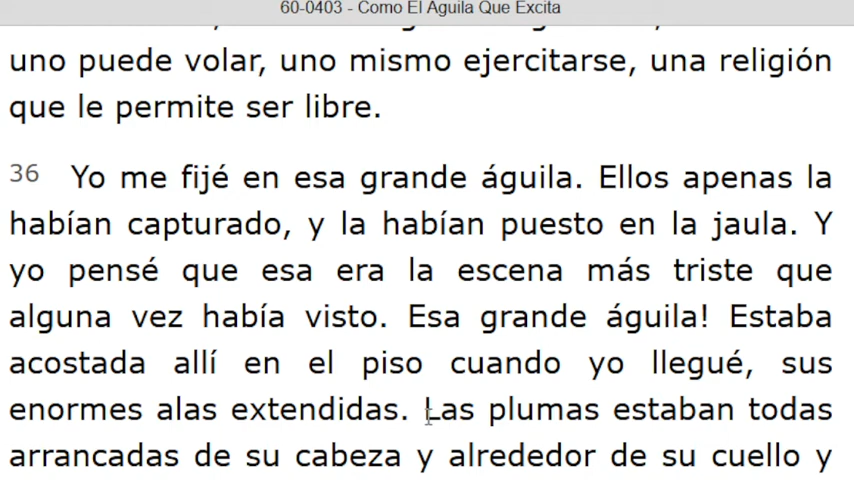 60-0403 - Como El Aguila Que Excita
uno puede volar, uno mismo ejercitarse, una religión
que le permite ser libre.
36 Yo me fijé en esa grande águila. Ellos apenas la
habían capturado, y la habían puesto en la jaula. Y
yo pensé que esa era la escena más triste que
alguna vez había visto. Esa grande águila! Estaba
acostada allí en el piso cuando yo llegué, sus
enormes alas extendidas. Las plumas estaban todas
arrancadas de su cabeza y alrededor de su cuello y